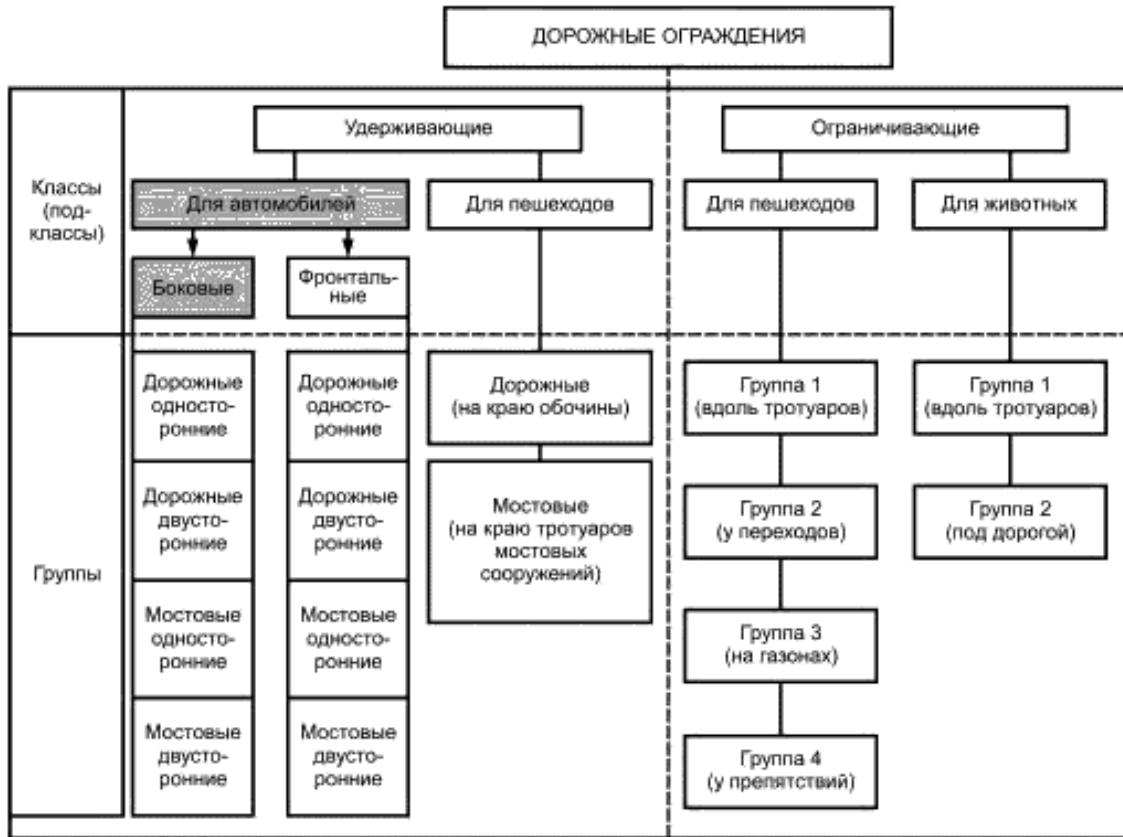 ДОРОЖНЫЕ ОГРАЖДЕНИЯ
Классы
(под-
классы)
Удерживающие
Ограничивающие
Для автомобилей
Для пешеходов
Для пешеходов
Для животных
Боковые
Фронталь-
ные
Группы
Дорожные
односто-
ронние
Дорожные
двусто-
ронние
Мостовые
односто-
ронние
Мостовые
двусто-
ронние
Дорожные
односто-
ронние
Дорожные
двусто-
ронние
Мостовые
односто-
ронние
Мостовые
двусто-
ронние
Дорожные
(на краю обочины)
Мостовые
(на краю тротуаров
мостовых
сооружений)
Группа 1
(вдоль тротуаров)
Группа 2
(у переходов)
Группа 3
(на газонах)
Группа 4
(у препятствий)
Группа 1
(вдоль тротуаров)
Группа 2
(под дорогой)